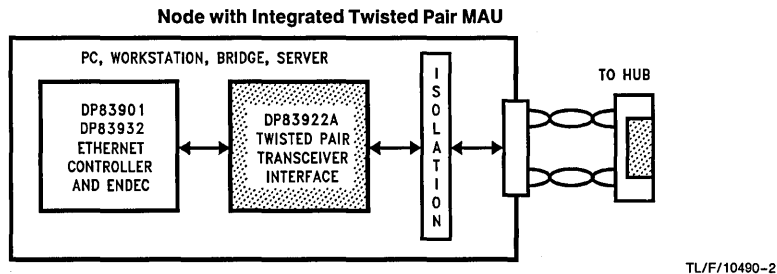 Node with Integrated Twisted Pair MAU
PC, WORKSTATION, BRIDGE, SERVER
DP83901
DP83932
ETHERNET
CONTROLLER
AND ENDEC
DP83922A
TWISTED PAIR
TRANSCEIVER
INTERFACE
ISOLATION
TO HUB
TL/F/10490-2